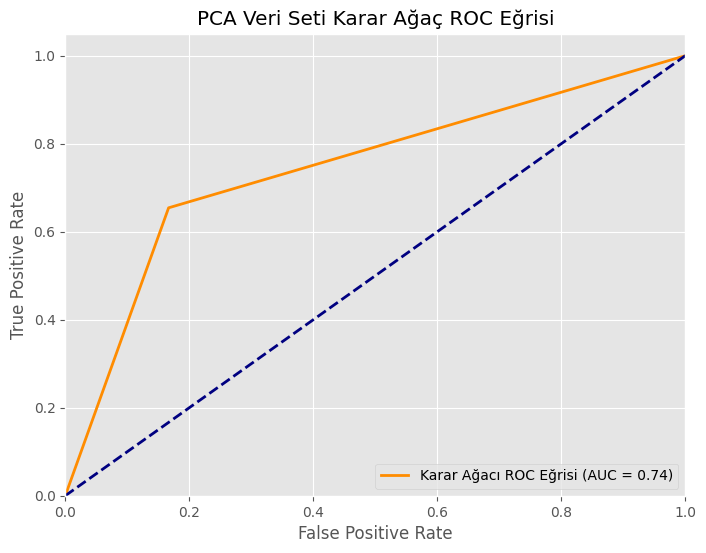 PCA Veri Seti Karar Ağaç ROC Eğrisi
True Positive Rate
1.0
0.8
0.6
0.4
0.2
0.0
Karar Ağacı ROC Eğrisi (AUC = 0.74)
0.0 0.2 0.4 0.6 0.8 1.0
False Positive Rate